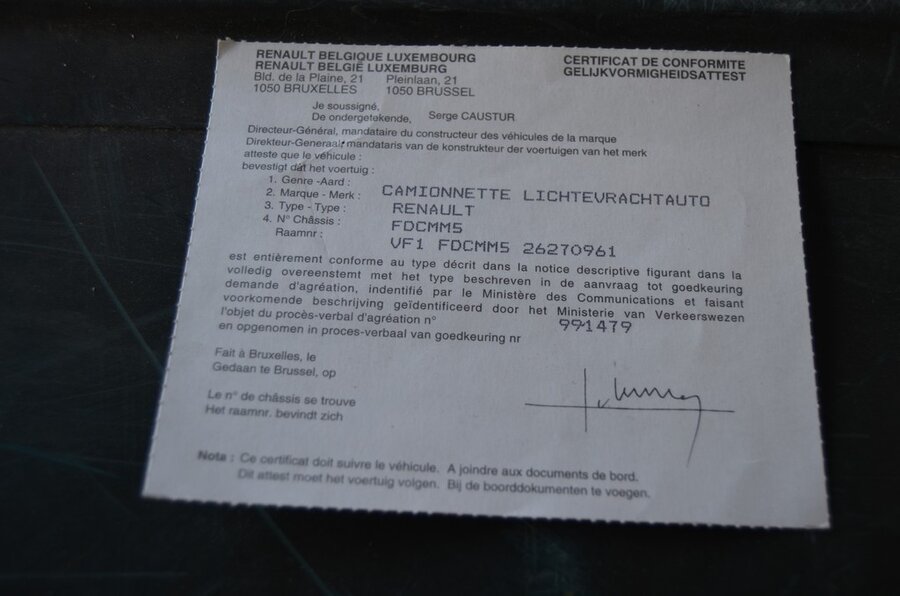 RENAULT BELGIQUE LUXEMBOURG
RENAULT BELGIË LUXEMBURG
Bld. de la Plaine, 21 Pleinlaan, 21
1050 BRUXELLES 1050 BRUSSEL
CERTIFICAT DE CONFORMITE
GELIJKVORMIGHEIDSATTEST
Je soussigné,
De ondergetekende, Serge CAUSTUR
Directeur-Général, mandataire du constructeur des véhicules de la marque
Direkteur-Generaal, mandataris van de konstrukteur der voertuigen van het merk
atteste que le véhicule :
bevestigt dat het voertuig :
1. Genre - Aard : CAMIONNETTE LICHTEVRACHTAUTO
2. Marque - Merk : RENAULT
3. Type - Type : FDCMM5
4. N° Châssis : VF1 FDCMM5 26270961
Raamnr :
est entièrement conforme au type décrit dans la notice descriptive figurant dans la
volledig overeenstemt met het type beschreven in de aanvraag tot goedkeuring
demande d'agréation, indentifié par le Ministère des Communications et faisant
voorkomende beschrijving geïdentificeerd door het Ministerie van Verkeerswezen
l'objet du procès-verbal d'agréation n° 991479
en opgenomen in proces-verbaal van goedkeuring nr
Fait à Bruxelles, le
Gedaan te Brussel, op
Le n° de châssis se trouve
Het raamnr. bevindt zich
Nota : Ce certificat doit suivre le véhicule. A joindre aux documents de bord.
Dit attest moet het voertuig volgen. Bij de boorddokumenten te voegen.